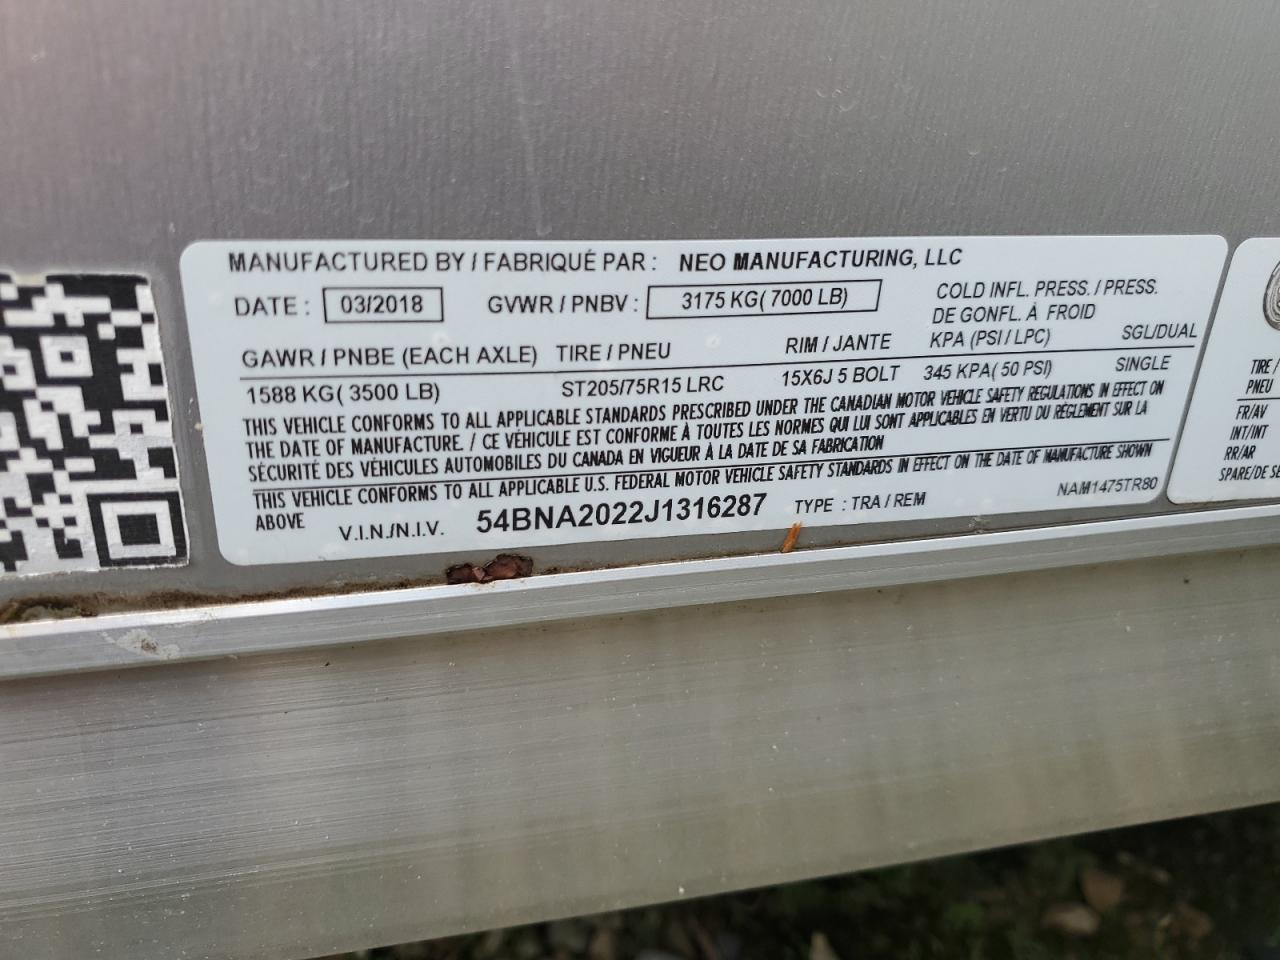 MANUFACTURED BY / FABRIQUÉ PAR : NEO MANUFACTURING, LLC
DATE : 03/2018 GVWR / PNBV : 3175 KG( 7000 LB)
COLD INFL. PRESS. / PRESS.
DE GONFL. À FROID
GAWR / PNBE (EACH AXLE) TIRE / PNEU RIM / JANTE KPA (PSI / LPC) SGL/DUAL
1588 KG( 3500 LB) ST205/75R15 LRC 15X6J 5 BOLT 345 KPA( 50 PSI) SINGLE
THIS VEHICLE CONFORMS TO ALL APPLICABLE STANDARDS PRESCRIBED UNDER THE CANADIAN MOTOR VEHICLE SAFETY REGULATIONS IN EFFECT ON
THE DATE OF MANUFACTURE. / CE VÉHICULE EST CONFORME À TOUTES LES NORMES QUI LUI SONT APPLICABLES EN VERTU DU RÉGLEMENT SUR LA
SÉCURITÉ DES VÉHICULES AUTOMOBILES DU CANADA EN VIGUEUR À LA DATE DE SA FABRICATION
THIS VEHICLE CONFORMS TO ALL APPLICABLE U.S. FEDERAL MOTOR VEHICLE SAFETY STANDARDS IN EFFECT ON THE DATE OF MANUFACTURE SHOWN
ABOVE V.I.N./N.I.V. 54BNA2022J1316287 TYPE : TRA / REM NAM1475TR80
TIRE /
PNEU
FR/AV
INT/INT
RR/AR
SPARE/DE